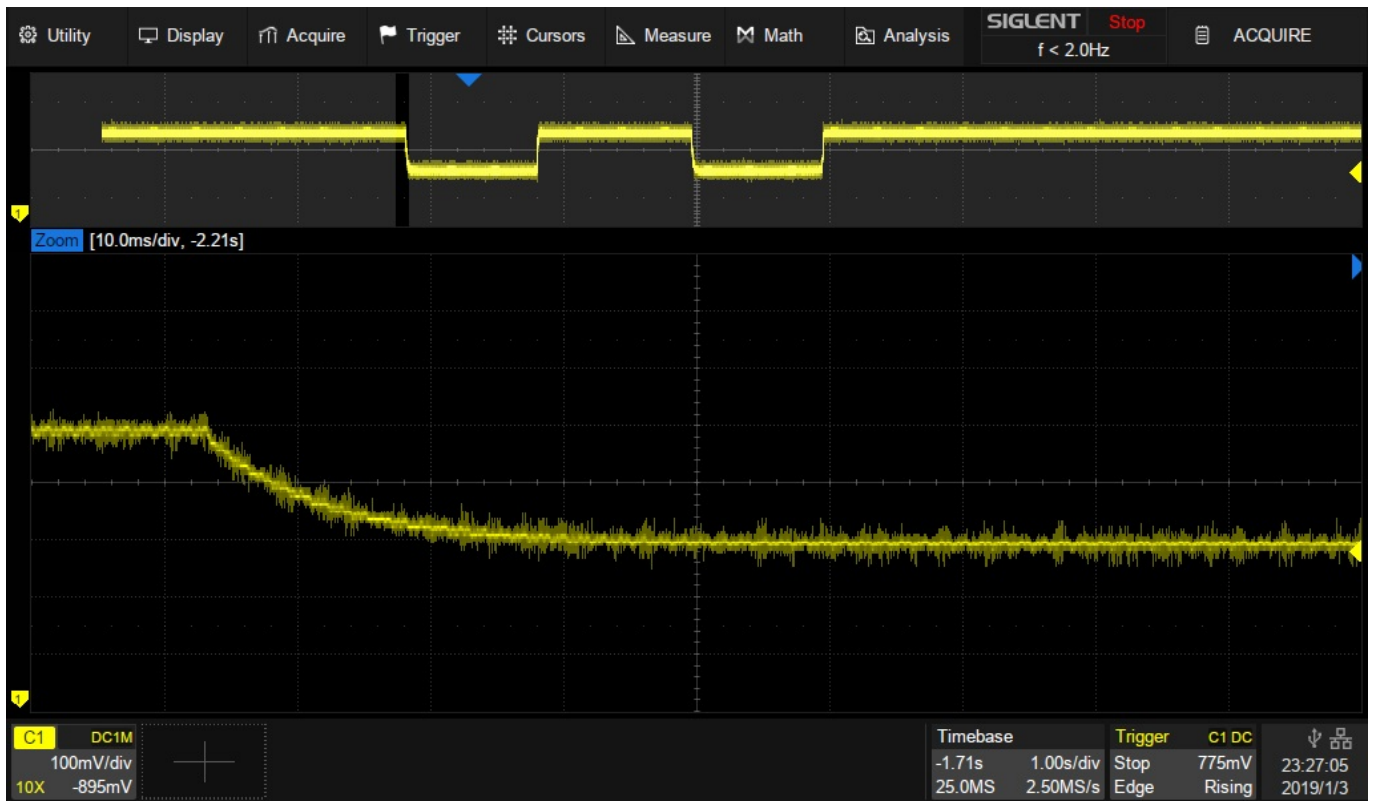 Utility Display Acquire Trigger Cursors Measure Math Analysis SIGLENT Stop ACQUIRE
f < 2.0Hz
1
Zoom [10.0ms/div, -2.21s]
1
C1 DC1M Timebase Trigger C1 DC
100mV/div -1.71s 1.00s/div Stop 775mV 23:27:05
10X -895mV 25.0MS 2.50MS/s Edge Rising 2019/1/3